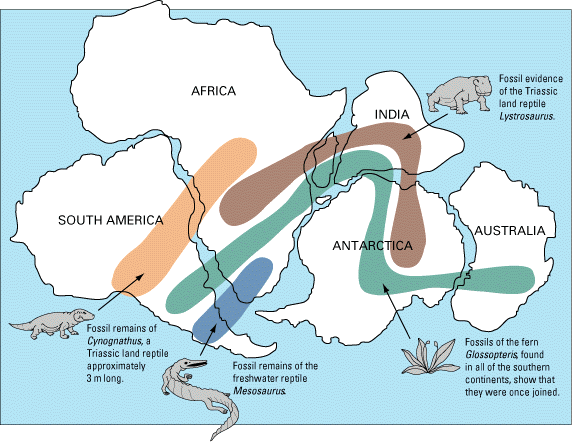 AFRICA
INDIA
SOUTH AMERICA
ANTARCTICA
AUSTRALIA
Fossil evidence
of the Triassic
land reptile
Lystrosaurus.
Fossil remains of
Cynognathus, a
Triassic land reptile
approximately
3 m long.
Fossil remains of the
freshwater reptile
Mesosaurus.
Fossils of the fern
Glossopteris, found
in all of the southern
continents, show that
they were once joined.